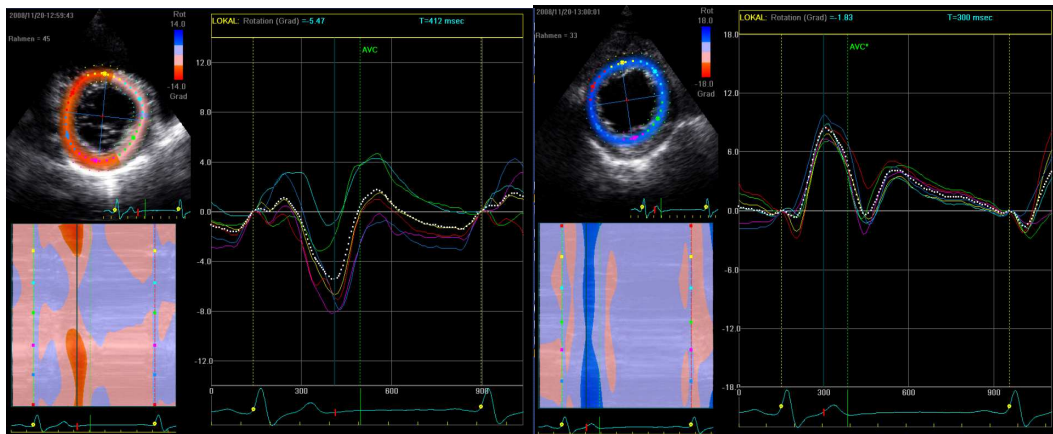 2008/11/20-12:59:43
Rot
14.0
Rahmen = 45
-14.0
Grad
LOKAL: Rotation (Grad) =-5.47 T=412 msec
AVC
12.0
8.0
4.0
0.0
-4.0
-8.0
-12.0
0
300
600
900
2008/11/20-13:00:01
Rot
18.0
Rahmen = 33
-18.0
Grad
LOKAL: Rotation (Grad) =-1.83 T=300 msec
AVC*
18.0
12.0
6.0
0.0
-6.0
-12.0
-18.0
0
300
600
950